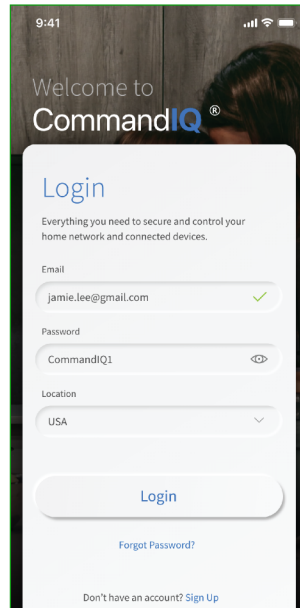 9:41
Welcome to
CommandIQ ®
Login
Everything you need to secure and control your
home network and connected devices.
Email
jamie.lee@gmail.com
Password
CommandIQ1
Location
USA
Login
Forgot Password?
Don't have an account? Sign Up